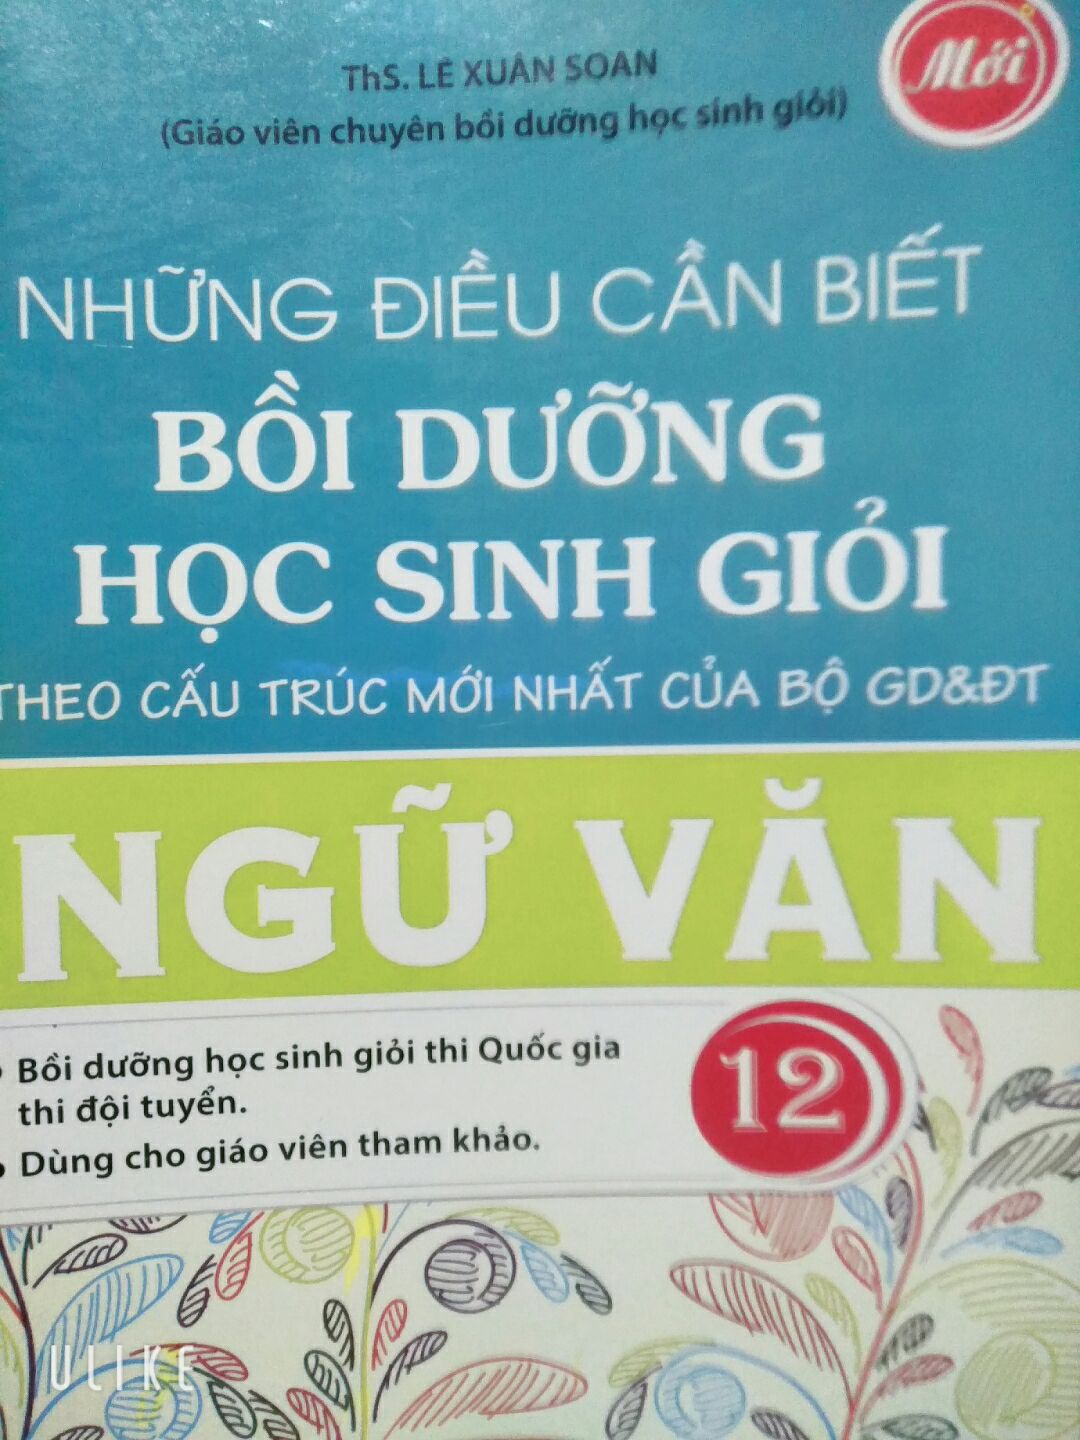 Mới
ThS. LÊ XUÂN SOAN
(Giáo viên chuyên bồi dưỡng học sinh giỏi)
NHỮNG ĐIỀU CẦN BIẾT
BỒI DƯỠNG
HỌC SINH GIỎI
THEO CẤU TRÚC MỚI NHẤT CỦA BỘ GD&ĐT
NGỮ VĂN
12
• Bồi dưỡng học sinh giỏi thi Quốc gia
thi đội tuyển.
• Dùng cho giáo viên tham khảo.
ULIKE